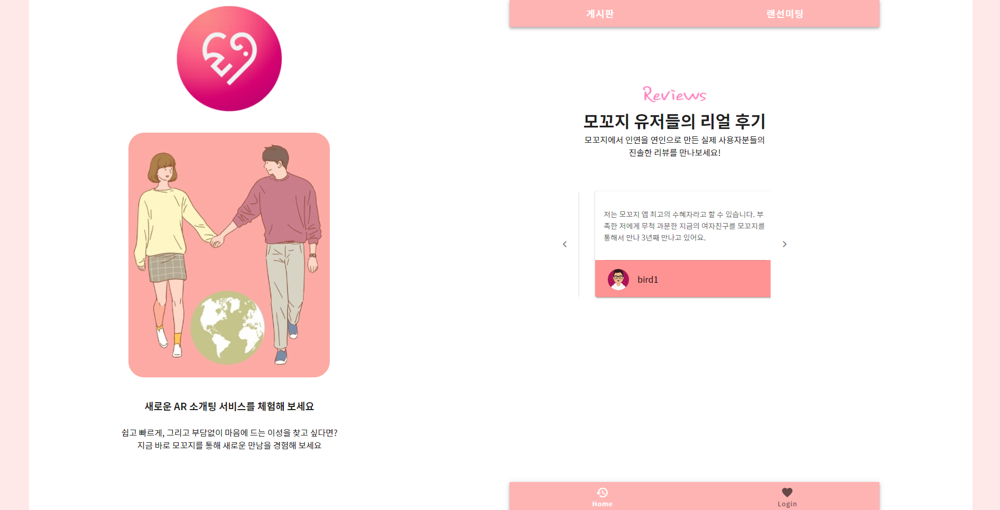 새로운 AR 소개팅 서비스를 체험해 보세요
쉽고 빠르게, 그리고 부담없이 마음에 드는 이성을 찾고 싶다면?
지금 바로 모꼬지를 통해 새로운 만남을 경험해 보세요
게시판
랜선미팅
Reviews
모꼬지 유저들의 리얼 후기
모꼬지에서 인연을 연인으로 만든 실제 사용자분들의
진솔한 리뷰를 만나보세요!
저는 모꼬지 앱 최고의 수혜자라고 할 수 있습니다. 부
족한 저에게 무척 과분한 지금의 여자친구를 모꼬지를
통해서 만나 3년째 만나고 있어요.
bird1
Home
Login